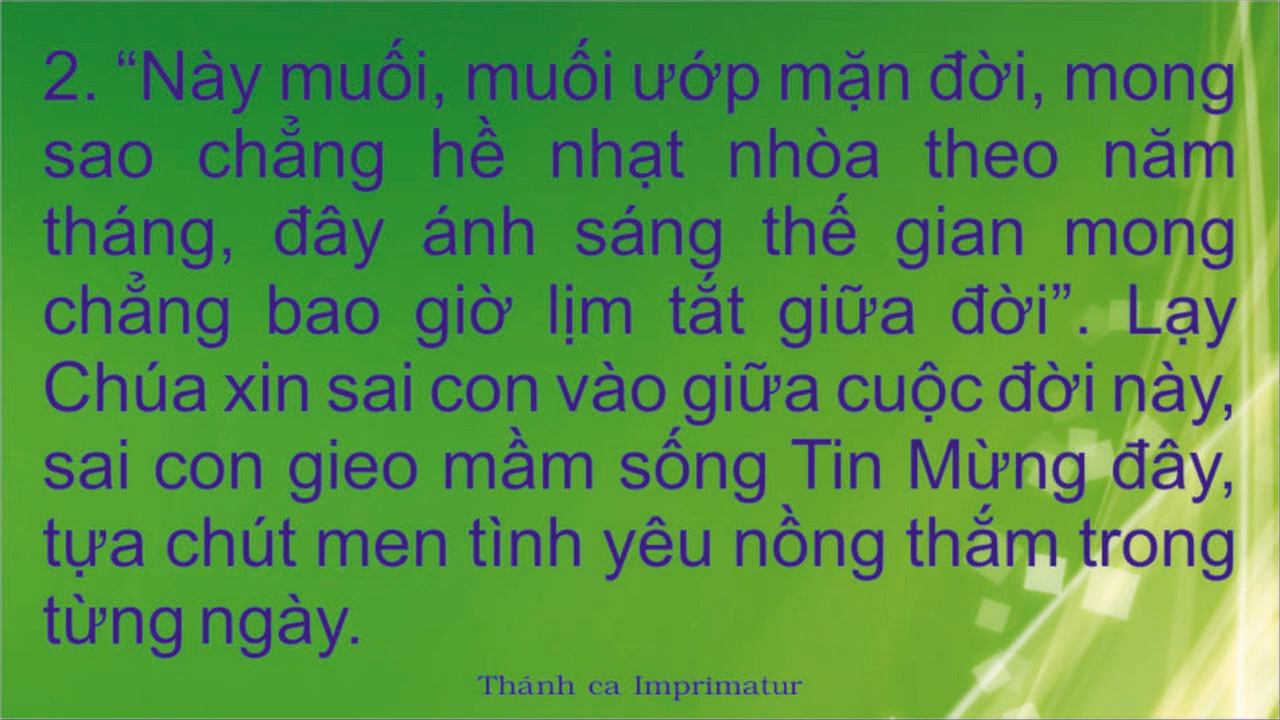 2. “Này muối, muối ướp mặn đời, mong
sao chẳng hề nhạt nhòa theo năm
tháng, đây ánh sáng thế gian mong
chẳng bao giờ lịm tắt giữa đời”. Lạy
Chúa xin sai con vào giữa cuộc đời này,
sai con gieo mầm sống Tin Mừng đây,
tựa chút men tình yêu nồng thắm trong
từng ngày.
Thánh ca Imprimatur